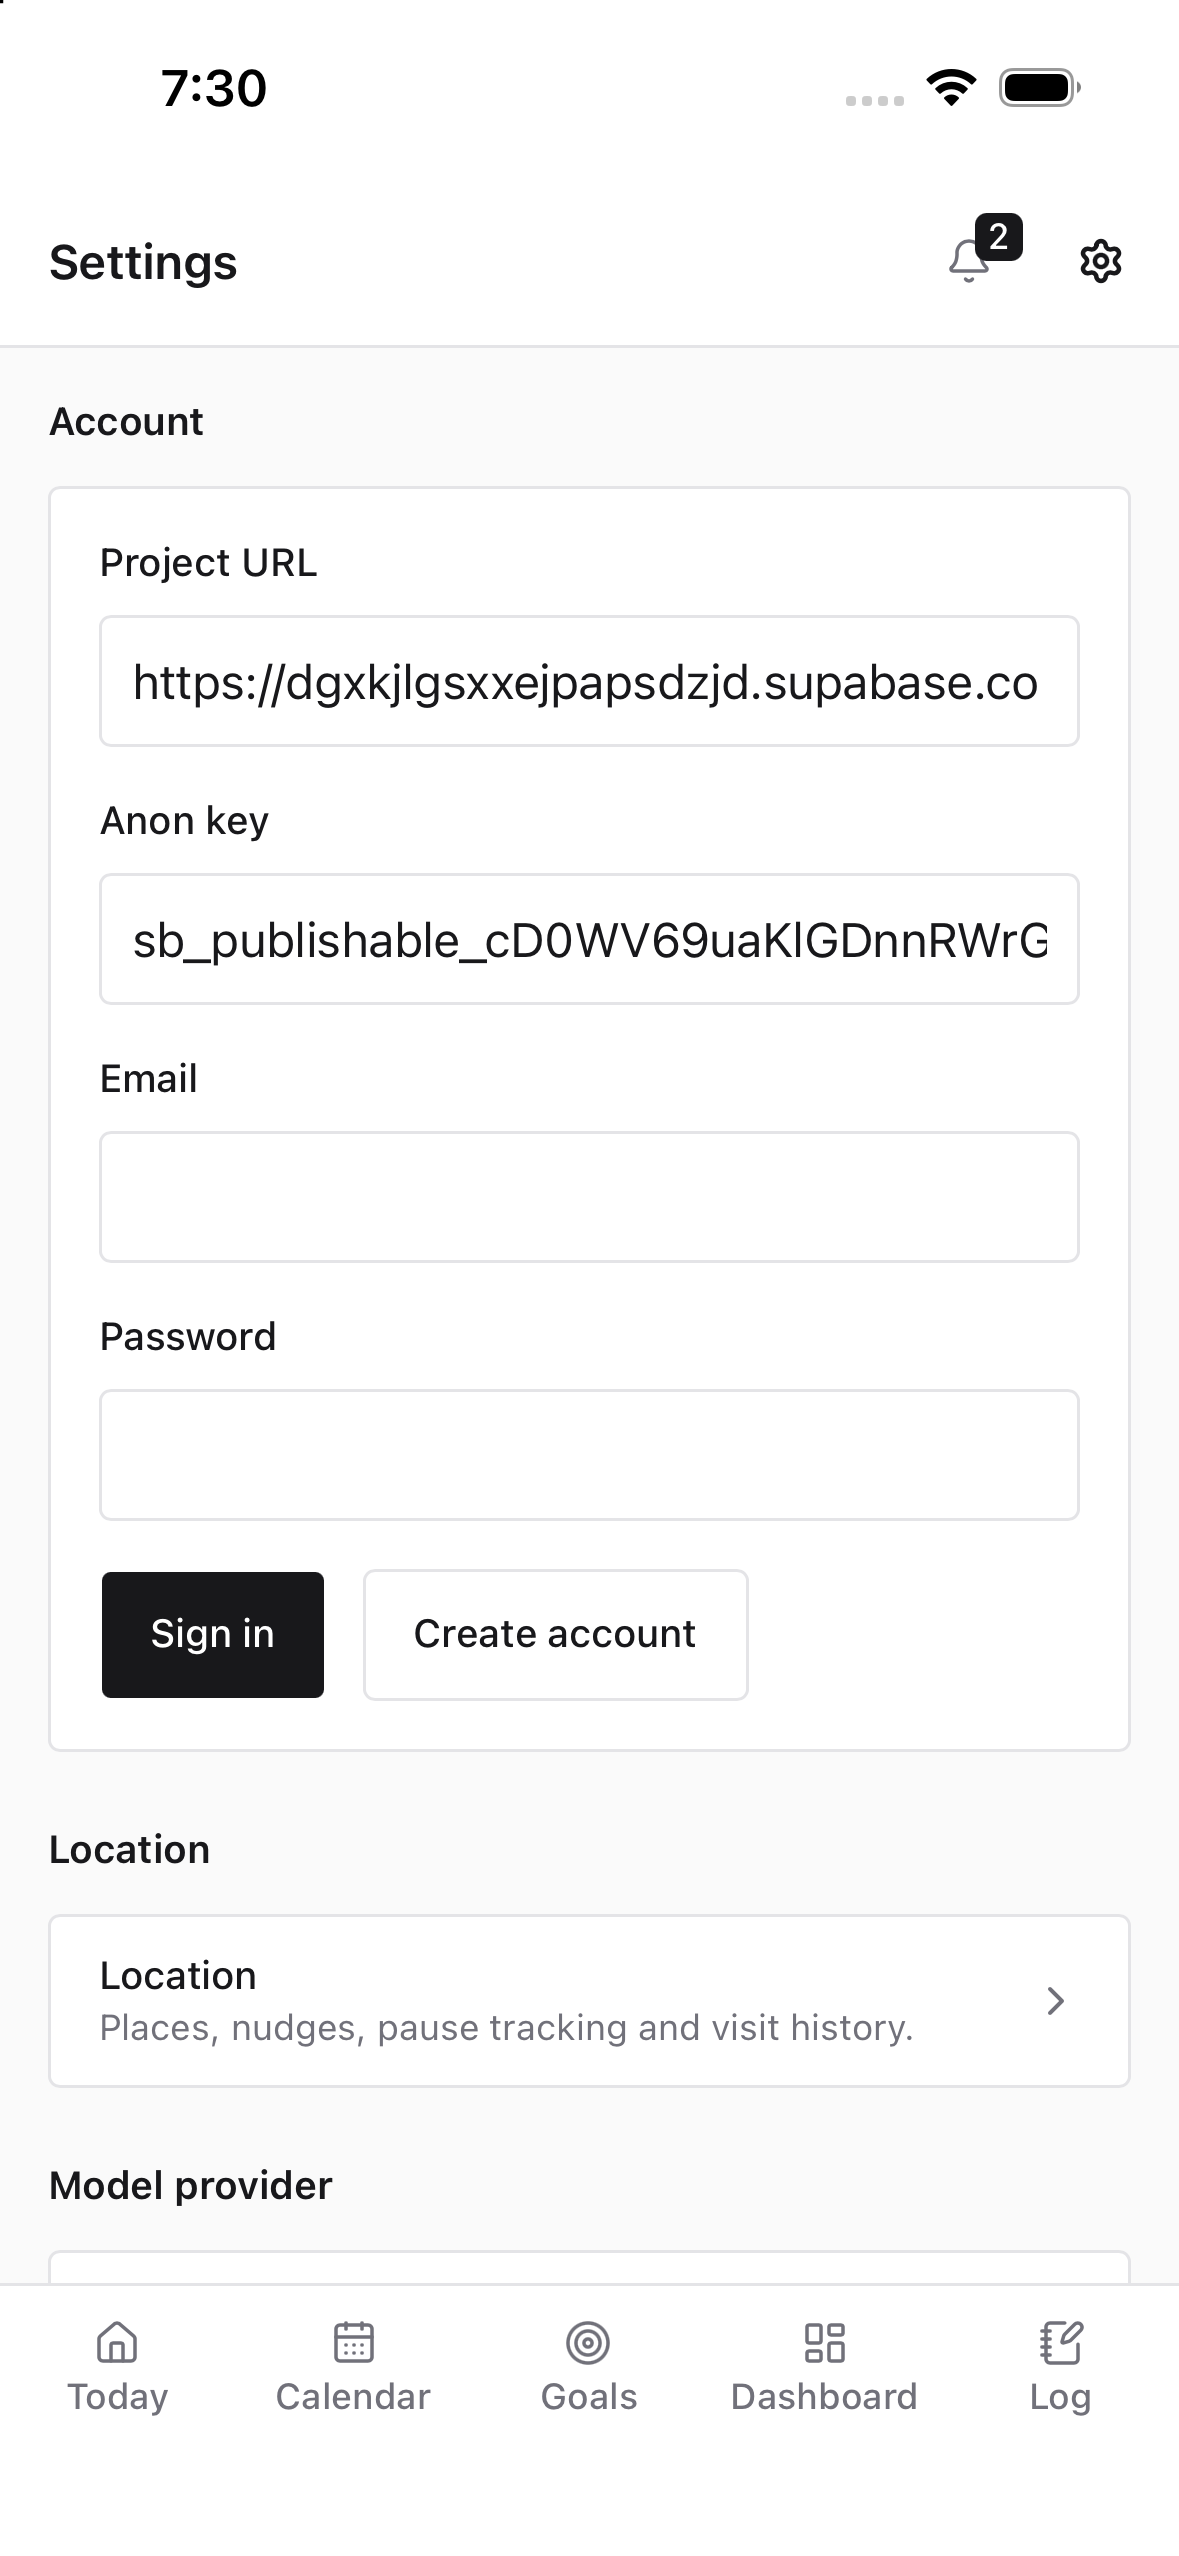 7:30
Settings
2
Account
Project URL
https://dgxkjlgsxxejpapsdzjd.supabase.co
Anon key
sb_publishable_cD0WV69uaKlGDnnRWrG
Email
Password
Sign in
Create account
Location
Location
Places, nudges, pause tracking and visit history.
Model provider
Today
Calendar
Goals
Dashboard
Log